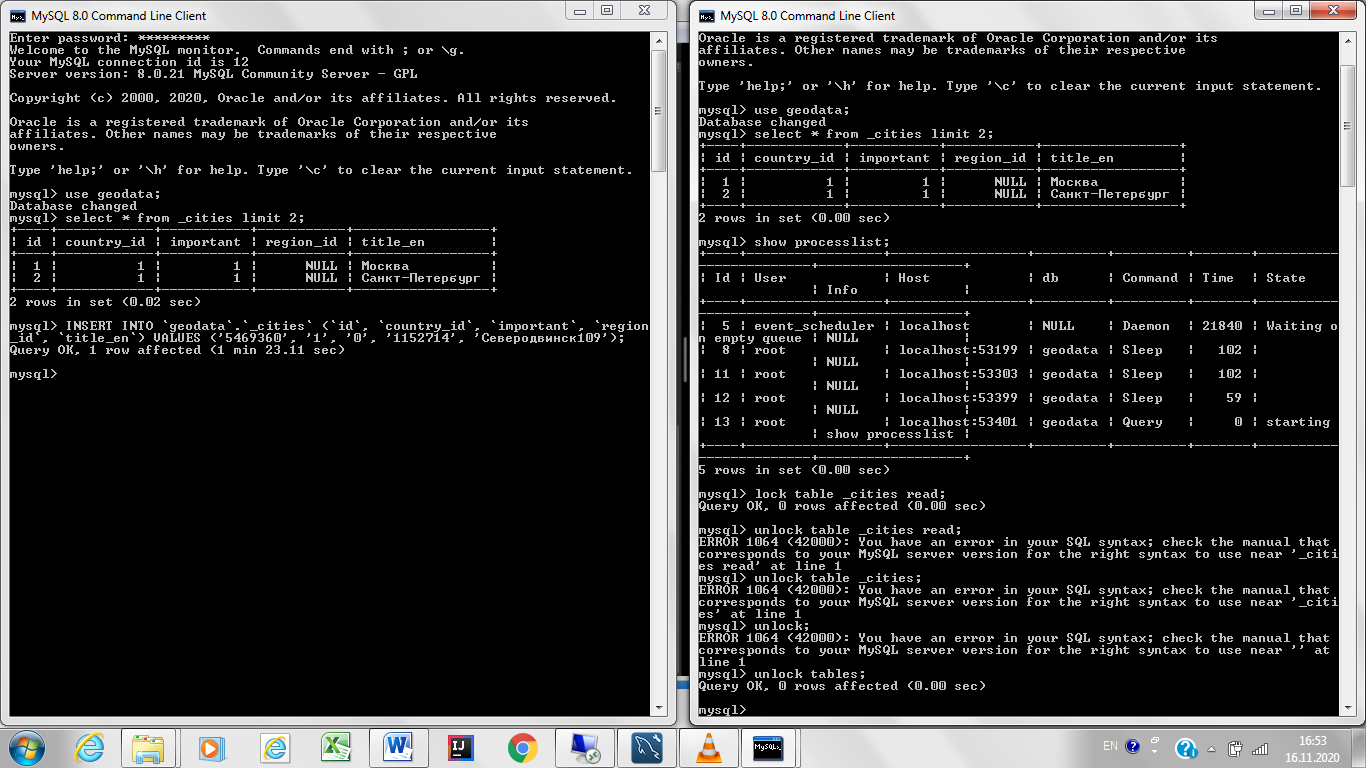 MySQL 8.0 Command Line Client
Enter password: *********
Welcome to the MySQL monitor.  Commands end with ; or \g.
Your MySQL connection id is 12
Server version: 8.0.21 MySQL Community Server - GPL
Copyright (c) 2000, 2020, Oracle and/or its affiliates. All rights reserved.
Oracle is a registered trademark of Oracle Corporation and/or its
affiliates. Other names may be trademarks of their respective
owners.
Type 'help;' or '\h' for help. Type '\c' to clear the current input statement.
mysql> use geodata;
Database changed
mysql> select * from _cities limit 2;
+----+------------+-----------+-----------+-----------------+
| id | country_id | important | region_id | title_en        |
+----+------------+-----------+-----------+-----------------+
|  1 |          1 |         1 |      NULL | Москва          |
|  2 |          1 |         1 |      NULL | Санкт-Петербург |
+----+------------+-----------+-----------+-----------------+
2 rows in set (0.02 sec)
mysql> INSERT INTO `geodata`.`_cities` (`id`, `country_id`, `important`, `region
_id`, `title_en`) VALUES ('5469360', '1', '0', '1152714', 'Северодвинск109');
Query OK, 1 row affected (1 min 23.11 sec)
mysql>
MySQL 8.0 Command Line Client
Oracle is a registered trademark of Oracle Corporation and/or its
affiliates. Other names may be trademarks of their respective
owners.
Type 'help;' or '\h' for help. Type '\c' to clear the current input statement.
mysql> use geodata;
Database changed
mysql> select * from _cities limit 2;
+----+------------+-----------+-----------+-----------------+
| id | country_id | important | region_id | title_en        |
+----+------------+-----------+-----------+-----------------+
|  1 |          1 |         1 |      NULL | Москва          |
|  2 |          1 |         1 |      NULL | Санкт-Петербург |
+----+------------+-----------+-----------+-----------------+
2 rows in set (0.00 sec)
mysql> show processlist;
+----+-----------------+-----------------+---------+---------+-------+----------
--------------+------------------+
| Id | User            | Host            | db      | Command | Time  | State
              | Info             |
+----+-----------------+-----------------+---------+---------+-------+----------
--------------+------------------+
|  5 | event_scheduler | localhost       | NULL    | Daemon  | 21840 | Waiting o
n empty queue | NULL             |
|  8 | root            | localhost:53199 | geodata | Sleep   |   102 |
              | NULL             |
| 11 | root            | localhost:53303 | geodata | Sleep   |   102 |
              | NULL             |
| 12 | root            | localhost:53399 | geodata | Sleep   |    59 |
              | NULL             |
| 13 | root            | localhost:53401 | geodata | Query   |     0 | starting
              | show processlist |
+----+-----------------+-----------------+---------+---------+-------+----------
--------------+------------------+
5 rows in set (0.00 sec)
mysql> lock table _cities read;
Query OK, 0 rows affected (0.00 sec)
mysql> unlock table _cities read;
ERROR 1064 (42000): You have an error in your SQL syntax; check the manual that
corresponds to your MySQL server version for the right syntax to use near '_citi
es read' at line 1
mysql> unlock table _cities;
ERROR 1064 (42000): You have an error in your SQL syntax; check the manual that
corresponds to your MySQL server version for the right syntax to use near '_citi
es' at line 1
mysql> unlock;
ERROR 1064 (42000): You have an error in your SQL syntax; check the manual that
corresponds to your MySQL server version for the right syntax to use near '' at
line 1
mysql> unlock tables;
Query OK, 0 rows affected (0.00 sec)
mysql>
EN
16:53
16.11.2020